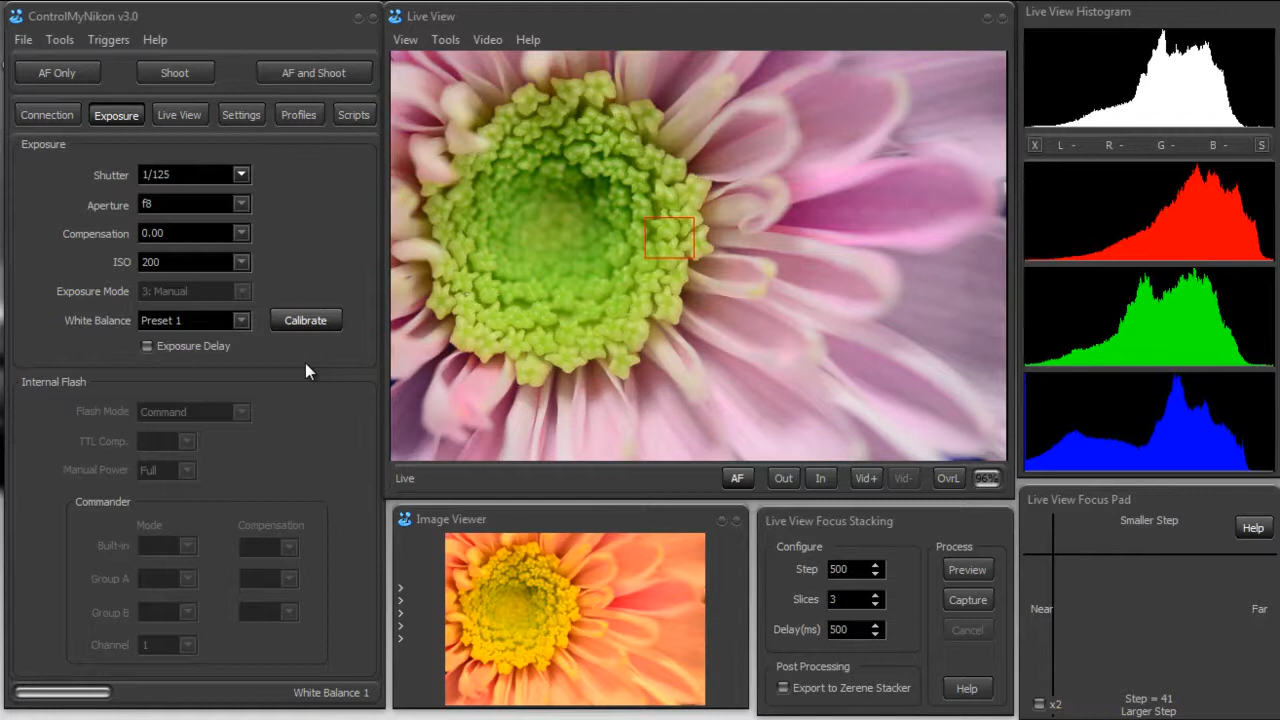 ControlMyNikon v3.0
File Tools Triggers Help
AF Only Shoot AF and Shoot
Connection Exposure Live View Settings Profiles Scripts
Exposure
Shutter 1/125
Aperture f8
Compensation 0.00
ISO 200
Exposure Mode 3: Manual
White Balance Preset 1 Calibrate
Exposure Delay
Internal Flash
Flash Mode Command
TTL Comp.
Manual Power Full
Commander
Mode Compensation
Built-in
Group A
Group B
Channel 1
White Balance 1
Live View
View Tools Video Help
Live AF Out In Vid+ Vid- OvrL 96%
Image Viewer
Live View Focus Stacking
Configure Process
Step 500 Preview
Slices 3 Capture
Delay(ms) 500 Cancel
Post Processing
Export to Zerene Stacker Help
Live View Histogram
X L - R - G - B - S
Live View Focus Pad
Smaller Step Help
Near Far
Step = 41
x2 Larger Step